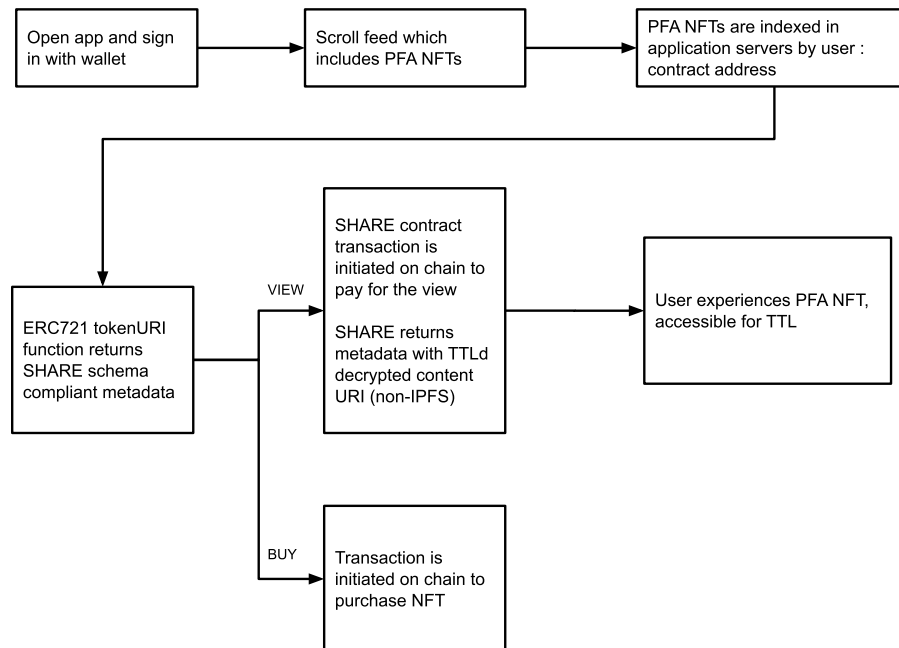 Open app and sign
in with wallet
Scroll feed which
includes PFA NFTs
PFA NFTs are indexed in
application servers by user :
contract address
ERC721 tokenURI
function returns
SHARE schema
compliant metadata
VIEW
SHARE contract
transaction is
initiated on chain to
pay for the view
SHARE returns
metadata with TTLd
decrypted content
URI (non-IPFS)
User experiences PFA NFT,
accessible for TTL
BUY
Transaction is
initiated on chain to
purchase NFT